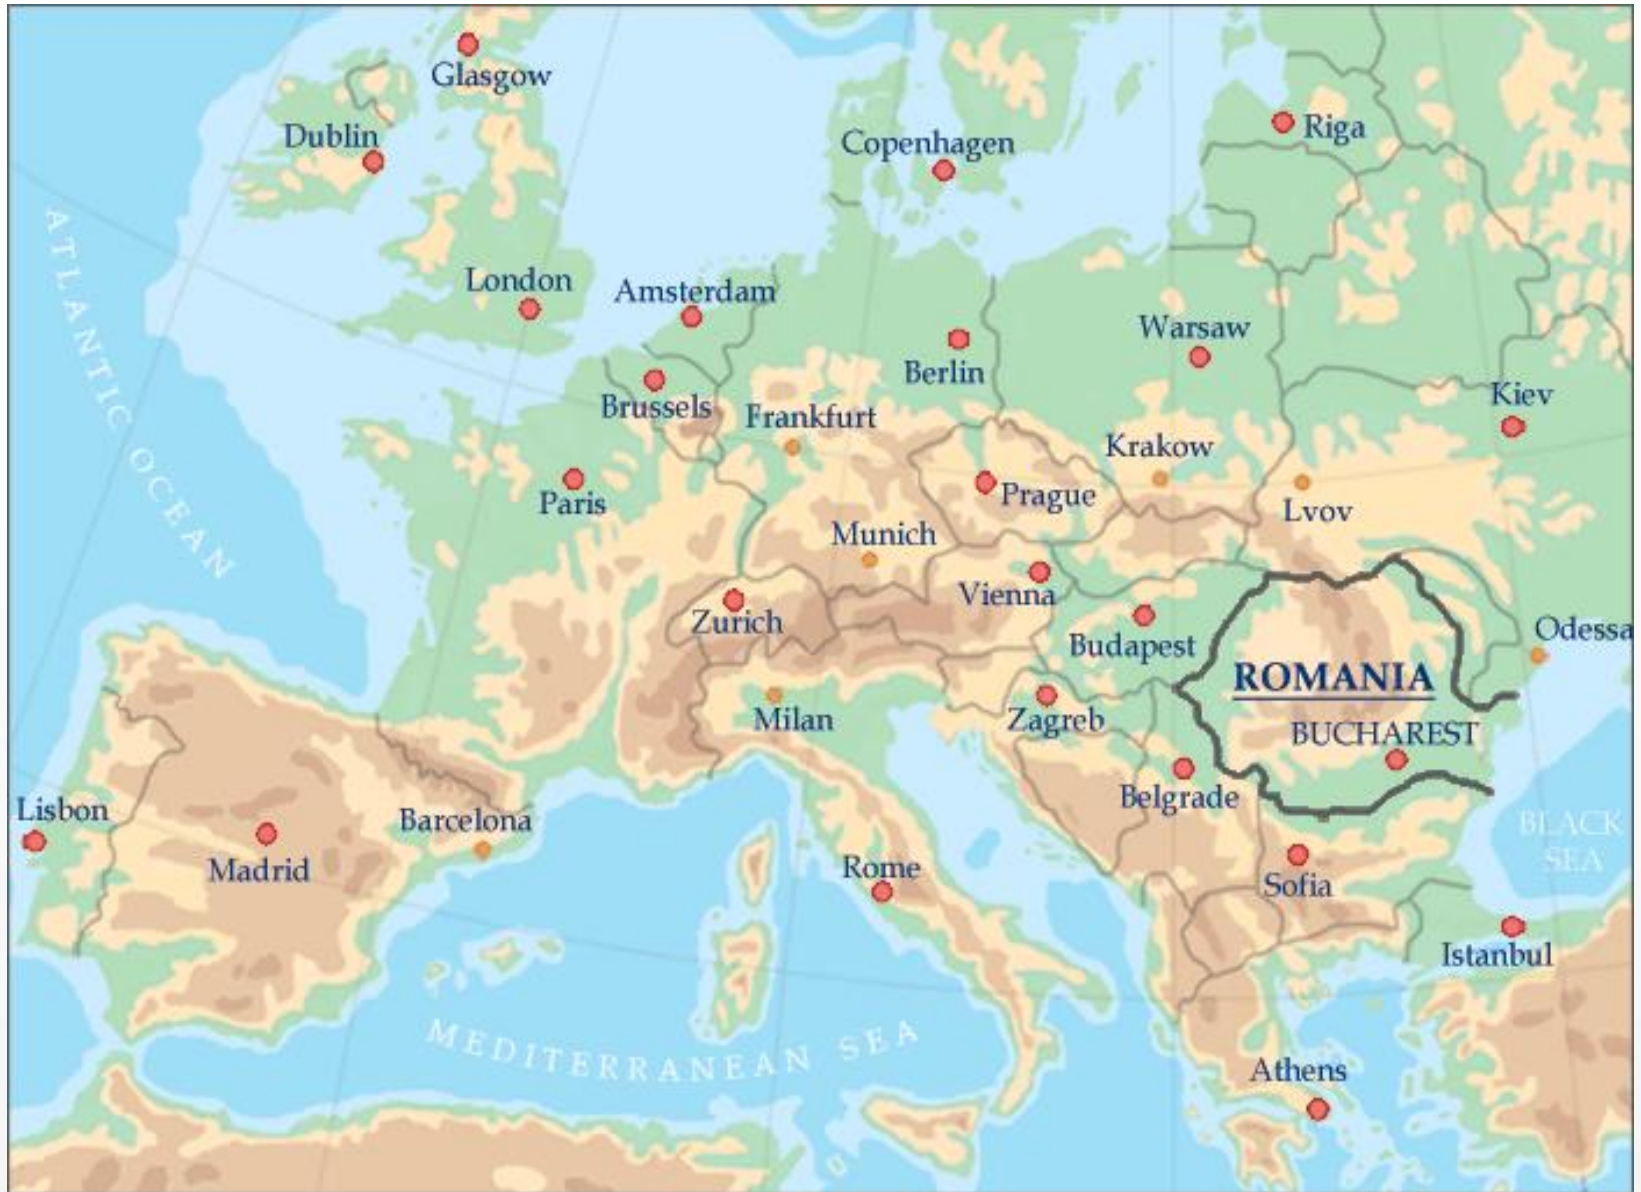 Glasgow
Dublin
Riga
Copenhagen
London
Amsterdam
Warsaw
Berlin
Kiev
Brussels
Frankfurt
Krakow
Paris
Prague
Lvov
Munich
Vienna
Zurich
Budapest
Odessa
ATLANTIC OCEAN
ROMANIA
Milan
Zagreb
BUCHAREST
Belgrade
Lisbon
Barcelona
Madrid
Rome
Sofia
BLACK
SEA
Istanbul
MEDITERRANEAN SEA
Athens